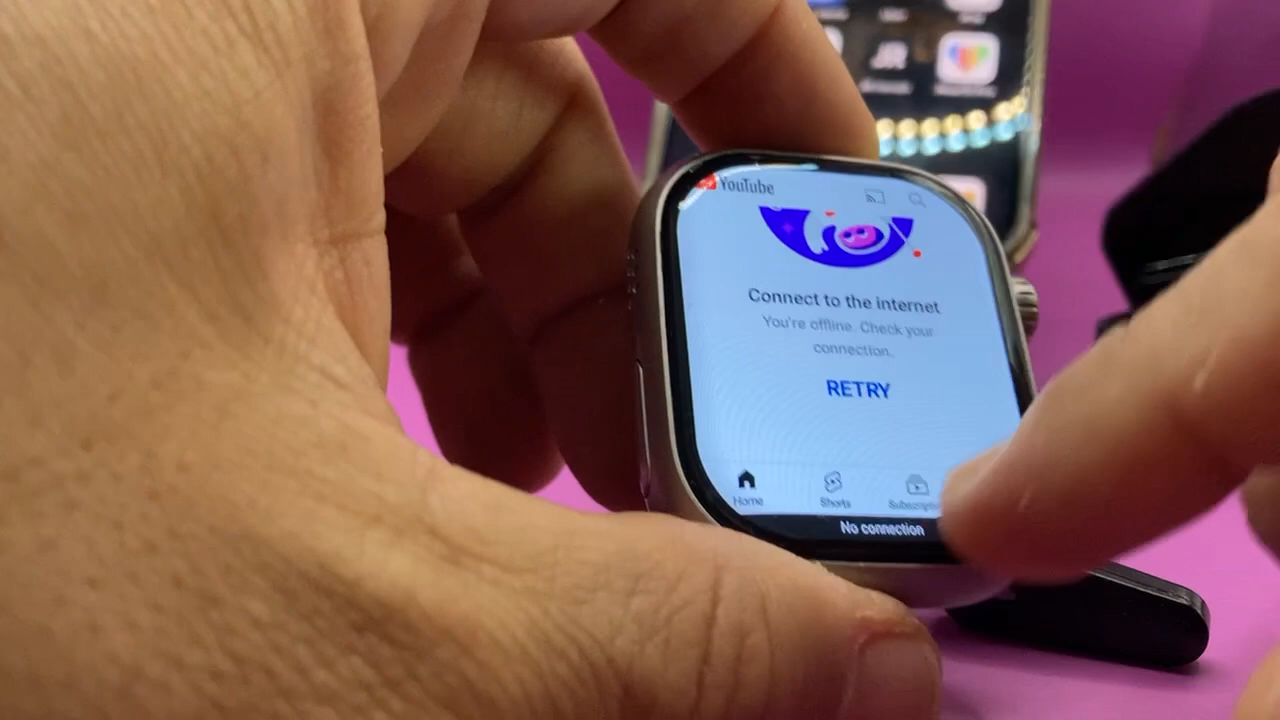 YouTube
Connect to the internet
You're offline. Check your
connection.
RETRY
Home
Shorts
No connection